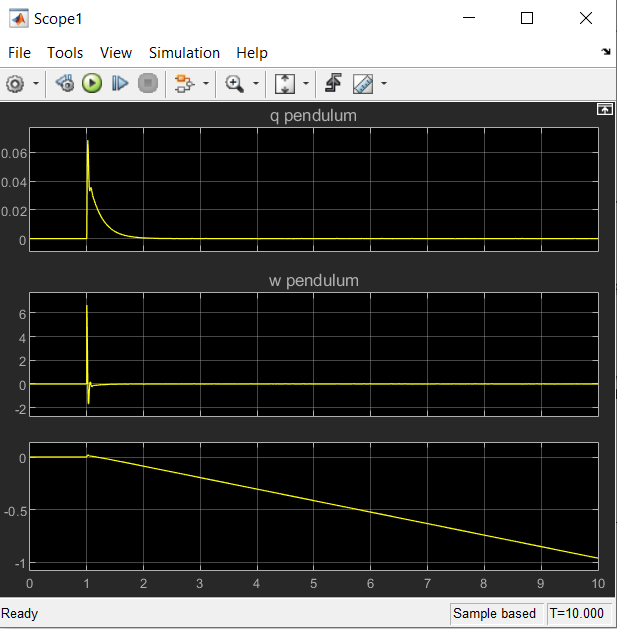 Scope1
File Tools View Simulation Help
q pendulum
0.06
0.04
0.02
0
w pendulum
6
4
2
0
-2
0
-0.5
-1
0 1 2 3 4 5 6 7 8 9 10
Ready Sample based T=10.000